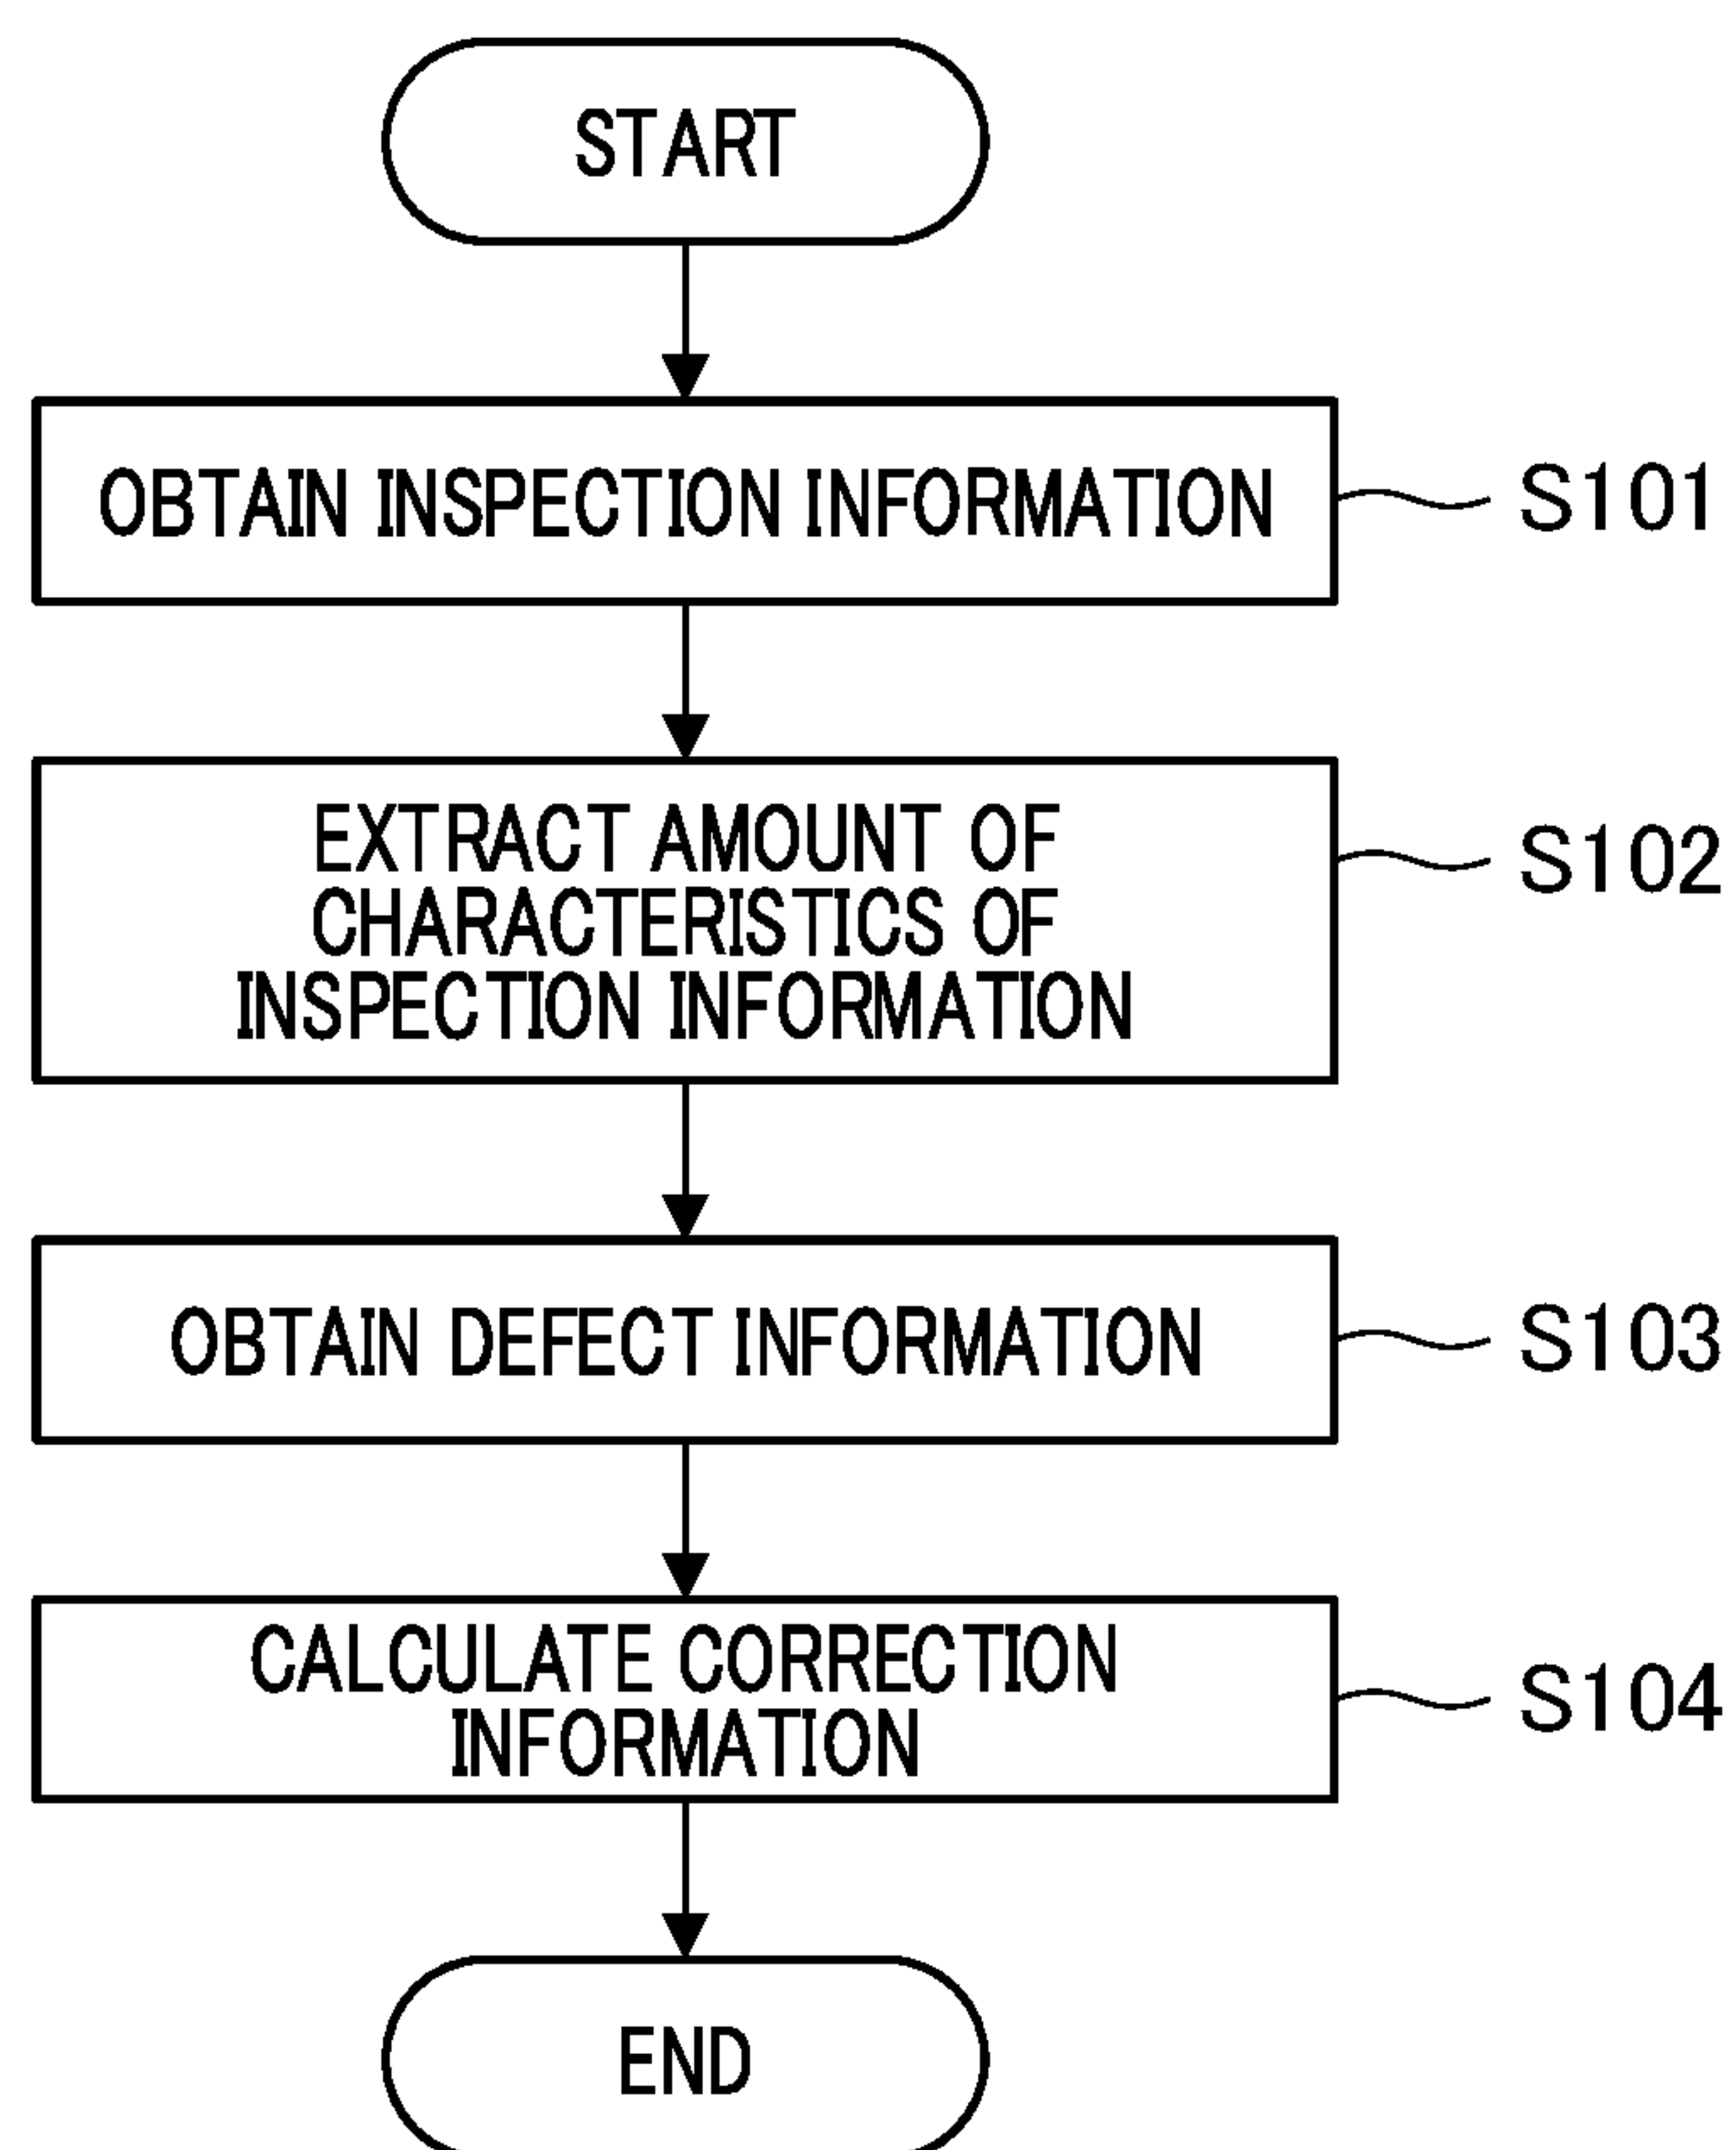 START
OBTAIN INSPECTION INFORMATION
S101
EXTRACT AMOUNT OF
CHARACTERISTICS OF
INSPECTION INFORMATION
S102
OBTAIN DEFECT INFORMATION
S103
CALCULATE CORRECTION
INFORMATION
S104
END